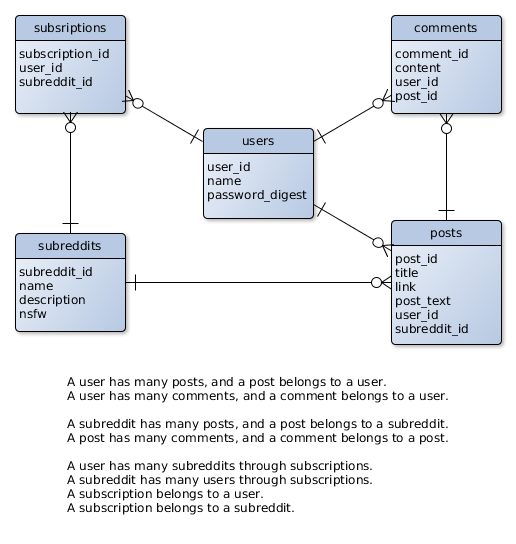 subsriptions
subscription_id
user_id
subreddit_id
comments
comment_id
content
user_id
post_id
users
user_id
name
password_digest
subreddits
subreddit_id
name
description
nsfw
posts
post_id
title
link
post_text
user_id
subreddit_id
A user has many posts, and a post belongs to a user.
A user has many comments, and a comment belongs to a user.
A subreddit has many posts, and a post belongs to a subreddit.
A post has many comments, and a comment belongs to a post.
A user has many subreddits through subscriptions.
A subreddit has many users through subscriptions.
A subscription belongs to a user.
A subscription belongs to a subreddit.